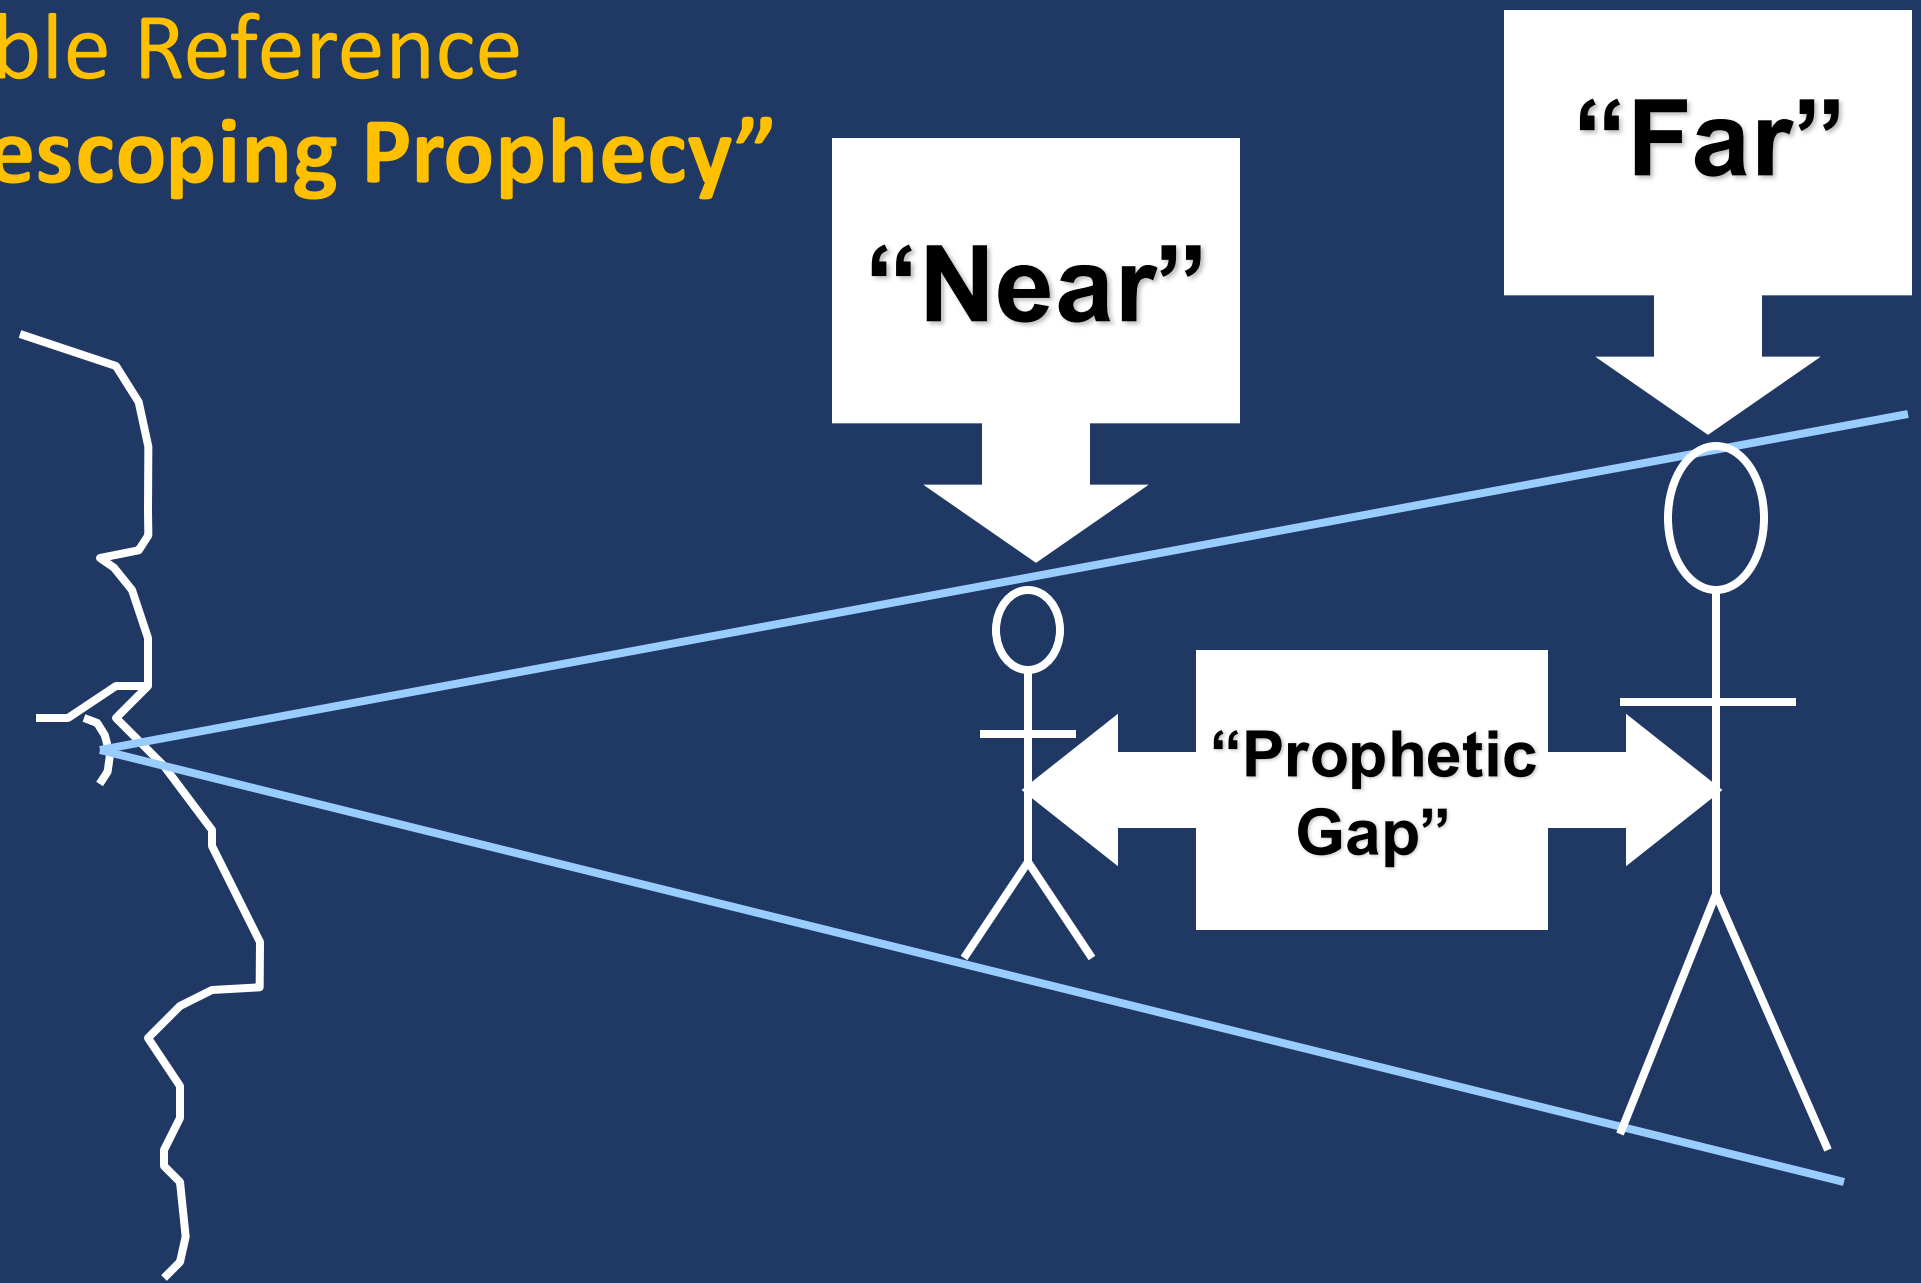 ble Reference
escoping Prophecy”
“Near”
“Far”
“Prophetic
Gap”